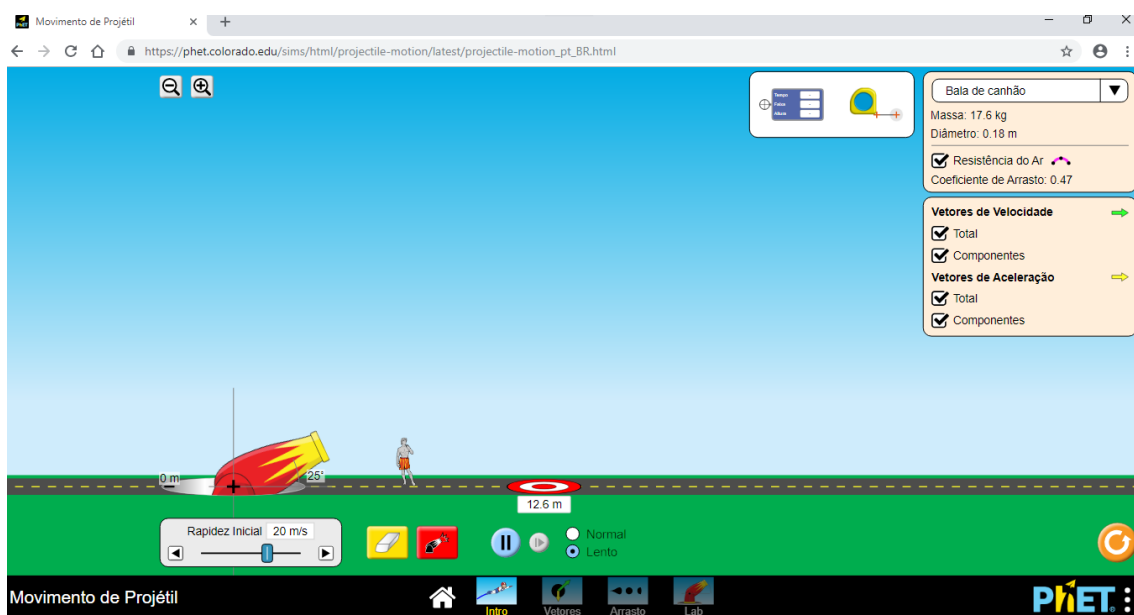 Movimento de Projétil
https://phet.colorado.edu/sims/html/projectile-motion/latest/projectile-motion_pt_BR.html
Tempo
Faixa
Altura
Bala de canhão
Massa: 17.6 kg
Diâmetro: 0.18 m
Resistência do Ar
Coeficiente de Arrasto: 0.47
Vetores de Velocidade
Total
Componentes
Vetores de Aceleração
Total
Componentes
0 m
25°
12.6 m
Rapidez Inicial 20 m/s
Normal
Lento
Movimento de Projétil
Intro
Vetores
Arrasto
Lab
PhET